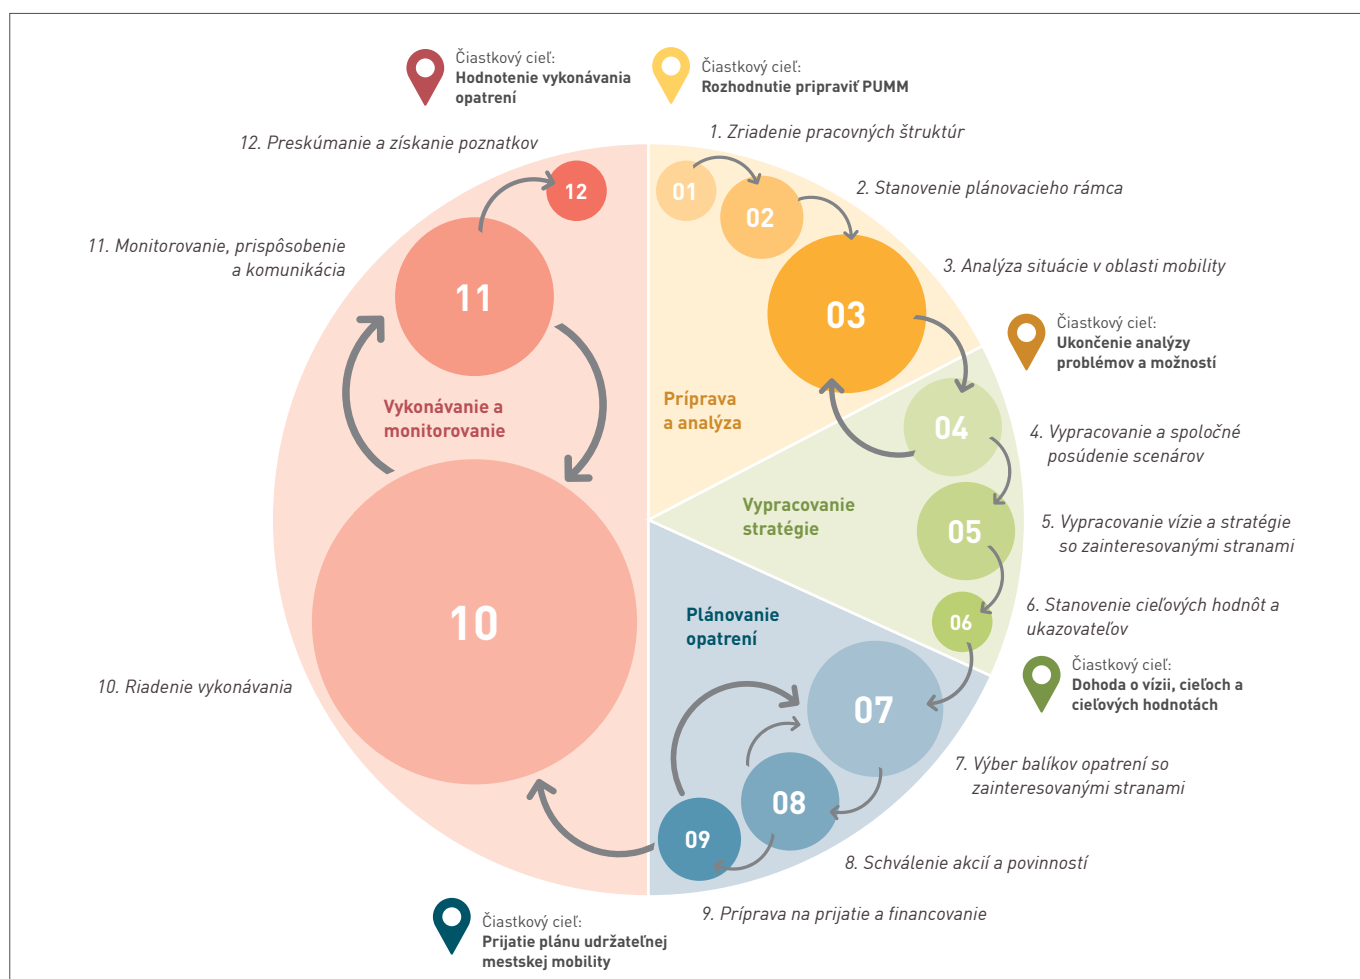 Čiastkový cieľ:
Hodnotenie vykonávania
opatrení
Čiastkový cieľ:
Rozhodnutie pripraviť PUMM
12. Preskúmanie a získanie poznatkov
1. Zriadenie pracovných štruktúr
12
01
02
2. Stanovenie plánovacieho rámca
11. Monitorovanie, prispôsobenie
a komunikácia
11
03
3. Analýza situácie v oblasti mobility
Čiastkový cieľ:
Ukončenie analýzy
problémov a možností
Vykonávanie a
monitorovanie
Príprava
a analýza
04
4. Vypracovanie a spoločné
posúdenie scenárov
Vypracovanie
stratégie
05
5. Vypracovanie vízie a stratégie
so zainteresovanými stranami
10
Plánovanie
opatrení
06
6. Stanovenie cieľových hodnôt a
ukazovateľov
Čiastkový cieľ:
Dohoda o vízii, cieľoch a
cieľových hodnotách
10. Riadenie vykonávania
07
7. Výber balíkov opatrení so
zainteresovanými stranami
08
09
8. Schválenie akcií a povinností
9. Príprava na prijatie a financovanie
Čiastkový cieľ:
Prijatie plánu udržateľnej
mestskej mobility